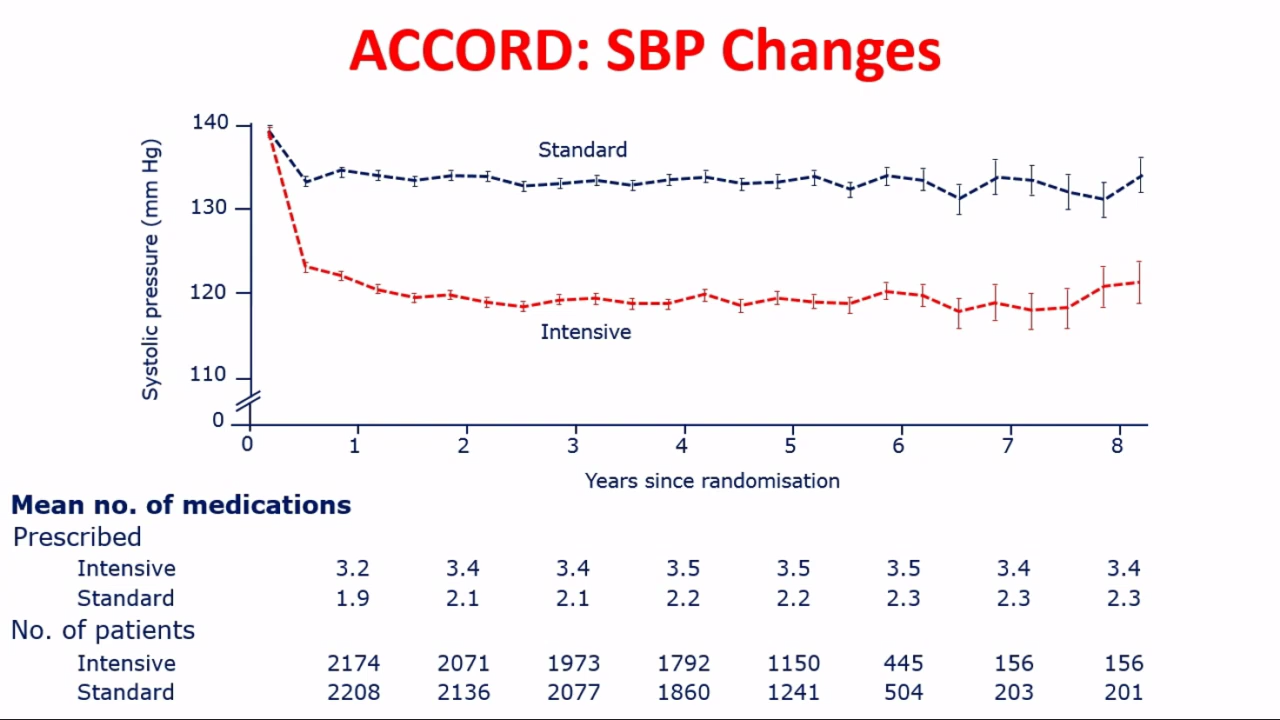 ACCORD: SBP Changes
Systolic pressure (mm Hg)
140
130
120
110
0
Standard
Intensive
0 1 2 3 4 5 6 7 8
Years since randomisation
Mean no. of medications
Prescribed
Intensive 3.2 3.4 3.4 3.5 3.5 3.5 3.4 3.4
Standard 1.9 2.1 2.1 2.2 2.2 2.3 2.3 2.3
No. of patients
Intensive 2174 2071 1973 1792 1150 445 156 156
Standard 2208 2136 2077 1860 1241 504 203 201